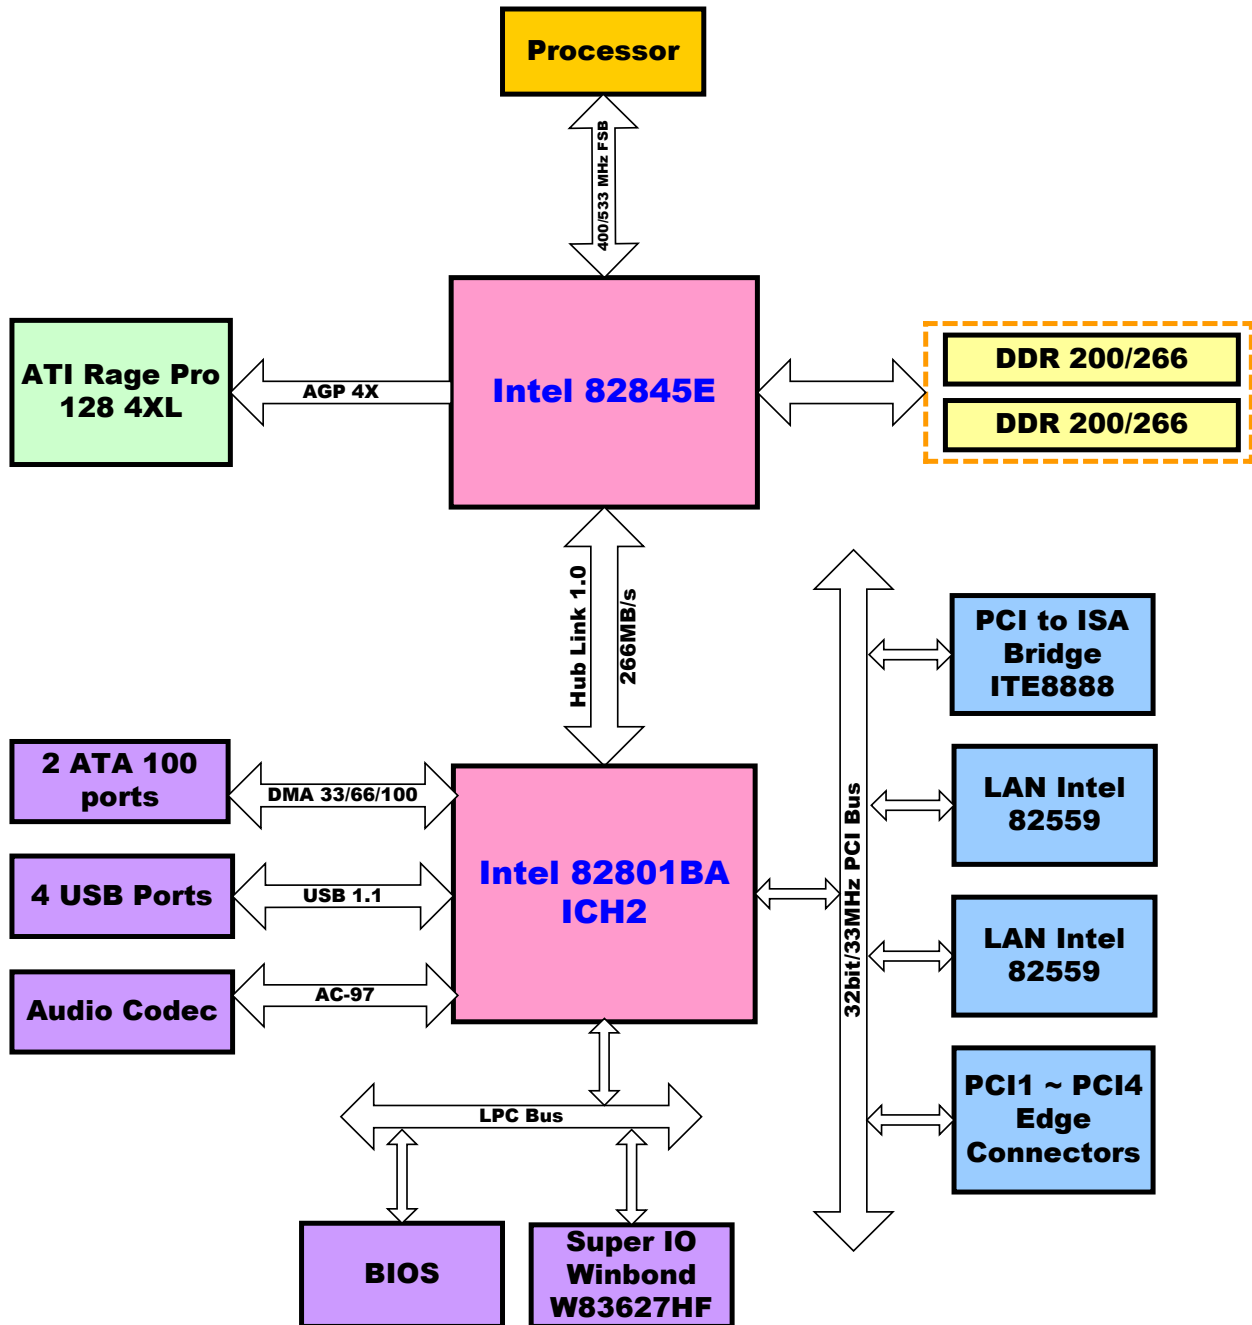 Processor
400/533 MHz FSB
ATI Rage Pro
128 4XL
AGP 4X
Intel 82845E
DDR 200/266
DDR 200/266
Hub Link 1.0
266MB/s
PCI to ISA
Bridge
ITE8888
2 ATA 100
ports
DMA 33/66/100
Intel 82801BA
ICH2
32bit/33MHz PCI Bus
LAN Intel
82559
4 USB Ports
USB 1.1
LAN Intel
82559
Audio Codec
AC-97
PCI1 ~ PCI4
Edge
Connectors
LPC Bus
BIOS
Super IO
Winbond
W83627HF